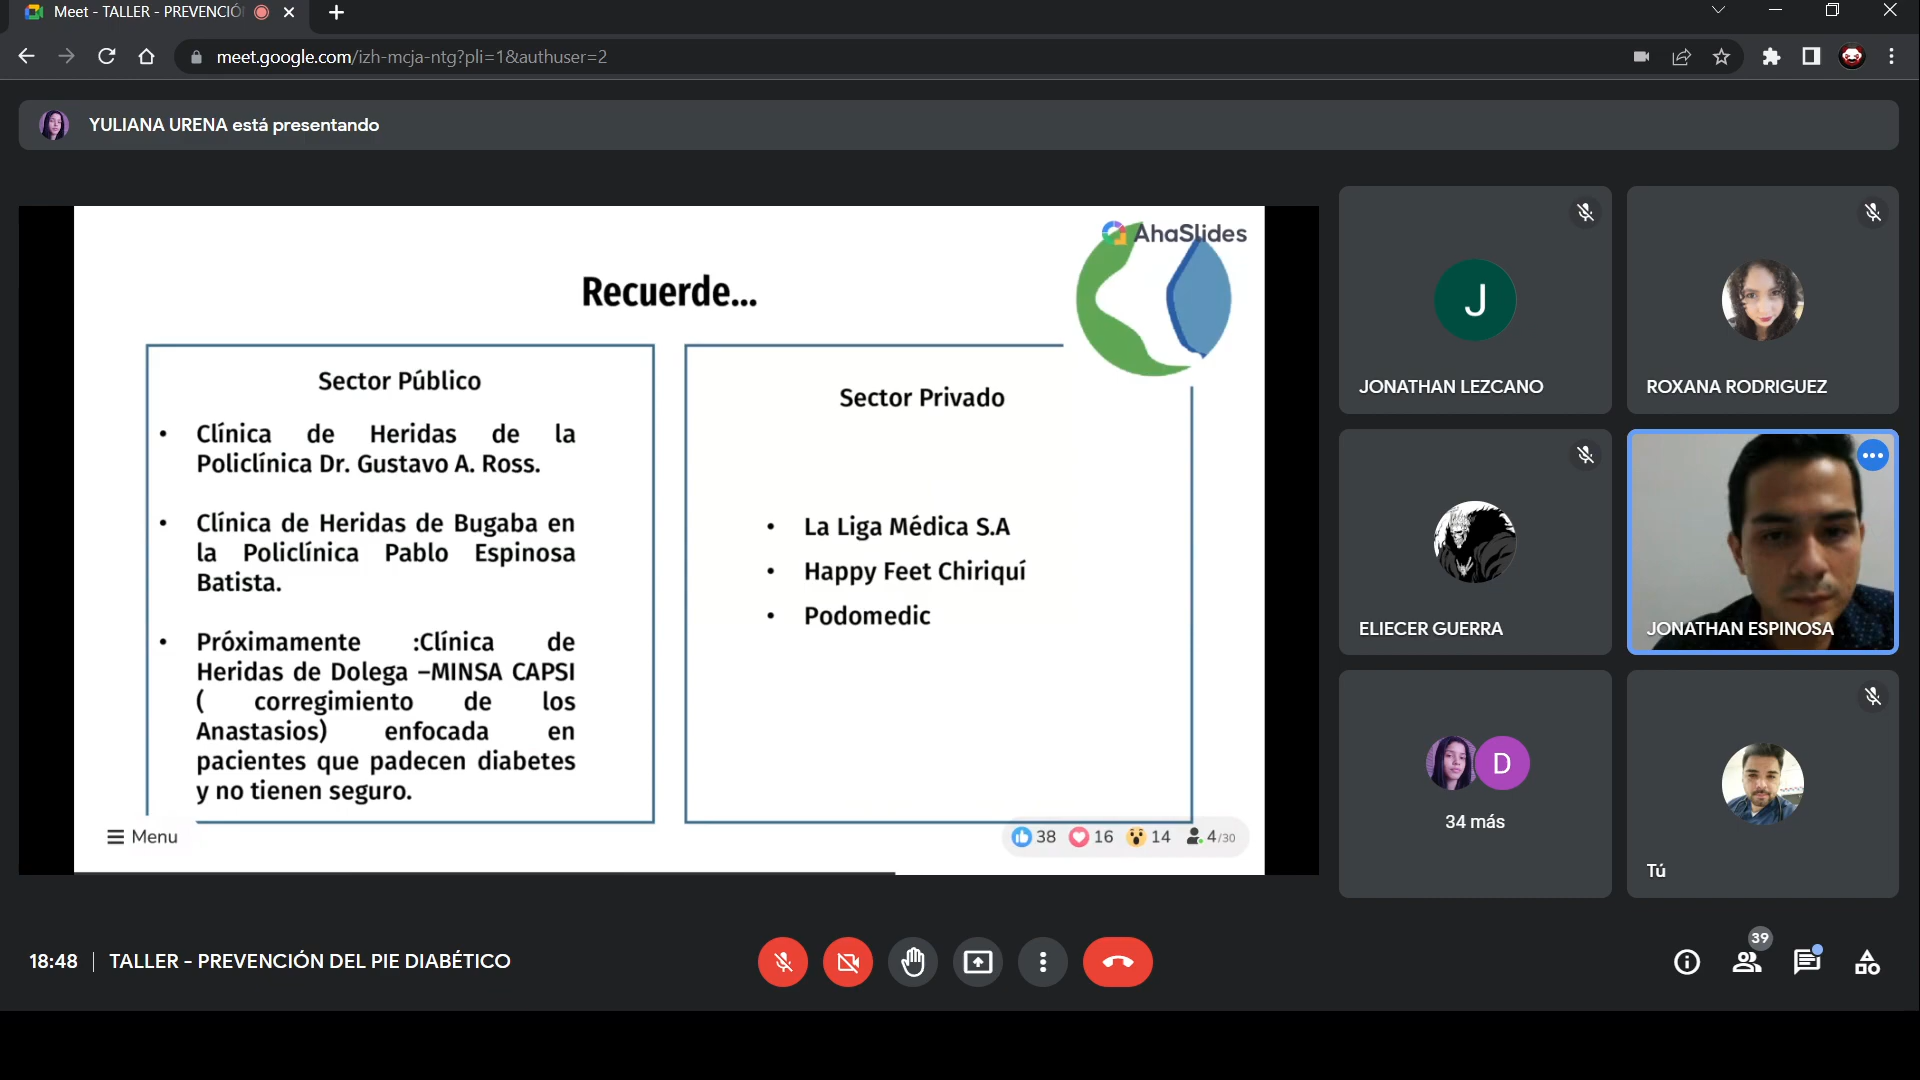 Meet - TALLER - PREVENCIÓ
meet.google.com/izh-mcja-ntg?pli=1&authuser=2
YULIANA URENA está presentando
AhaSlides
Recuerde...
Sector Público
• Clínica de Heridas de la
Policlínica Dr. Gustavo A. Ross.
• Clínica de Heridas de Bugaba en
la Policlínica Pablo Espinosa
Batista.
• Próximamente :Clínica de
Heridas de Dolega –MINSA CAPSI
( corregimiento de los
Anastasios) enfocada en
pacientes que padecen diabetes
y no tienen seguro.
Sector Privado
• La Liga Médica S.A
• Happy Feet Chiriquí
• Podomedic
Menu
38 16 14 4/30
J
JONATHAN LEZCANO
ROXANA RODRIGUEZ
ELIECER GUERRA
JONATHAN ESPINOSA
D
34 más
Tú
18:48 | TALLER - PREVENCIÓN DEL PIE DIABÉTICO
39